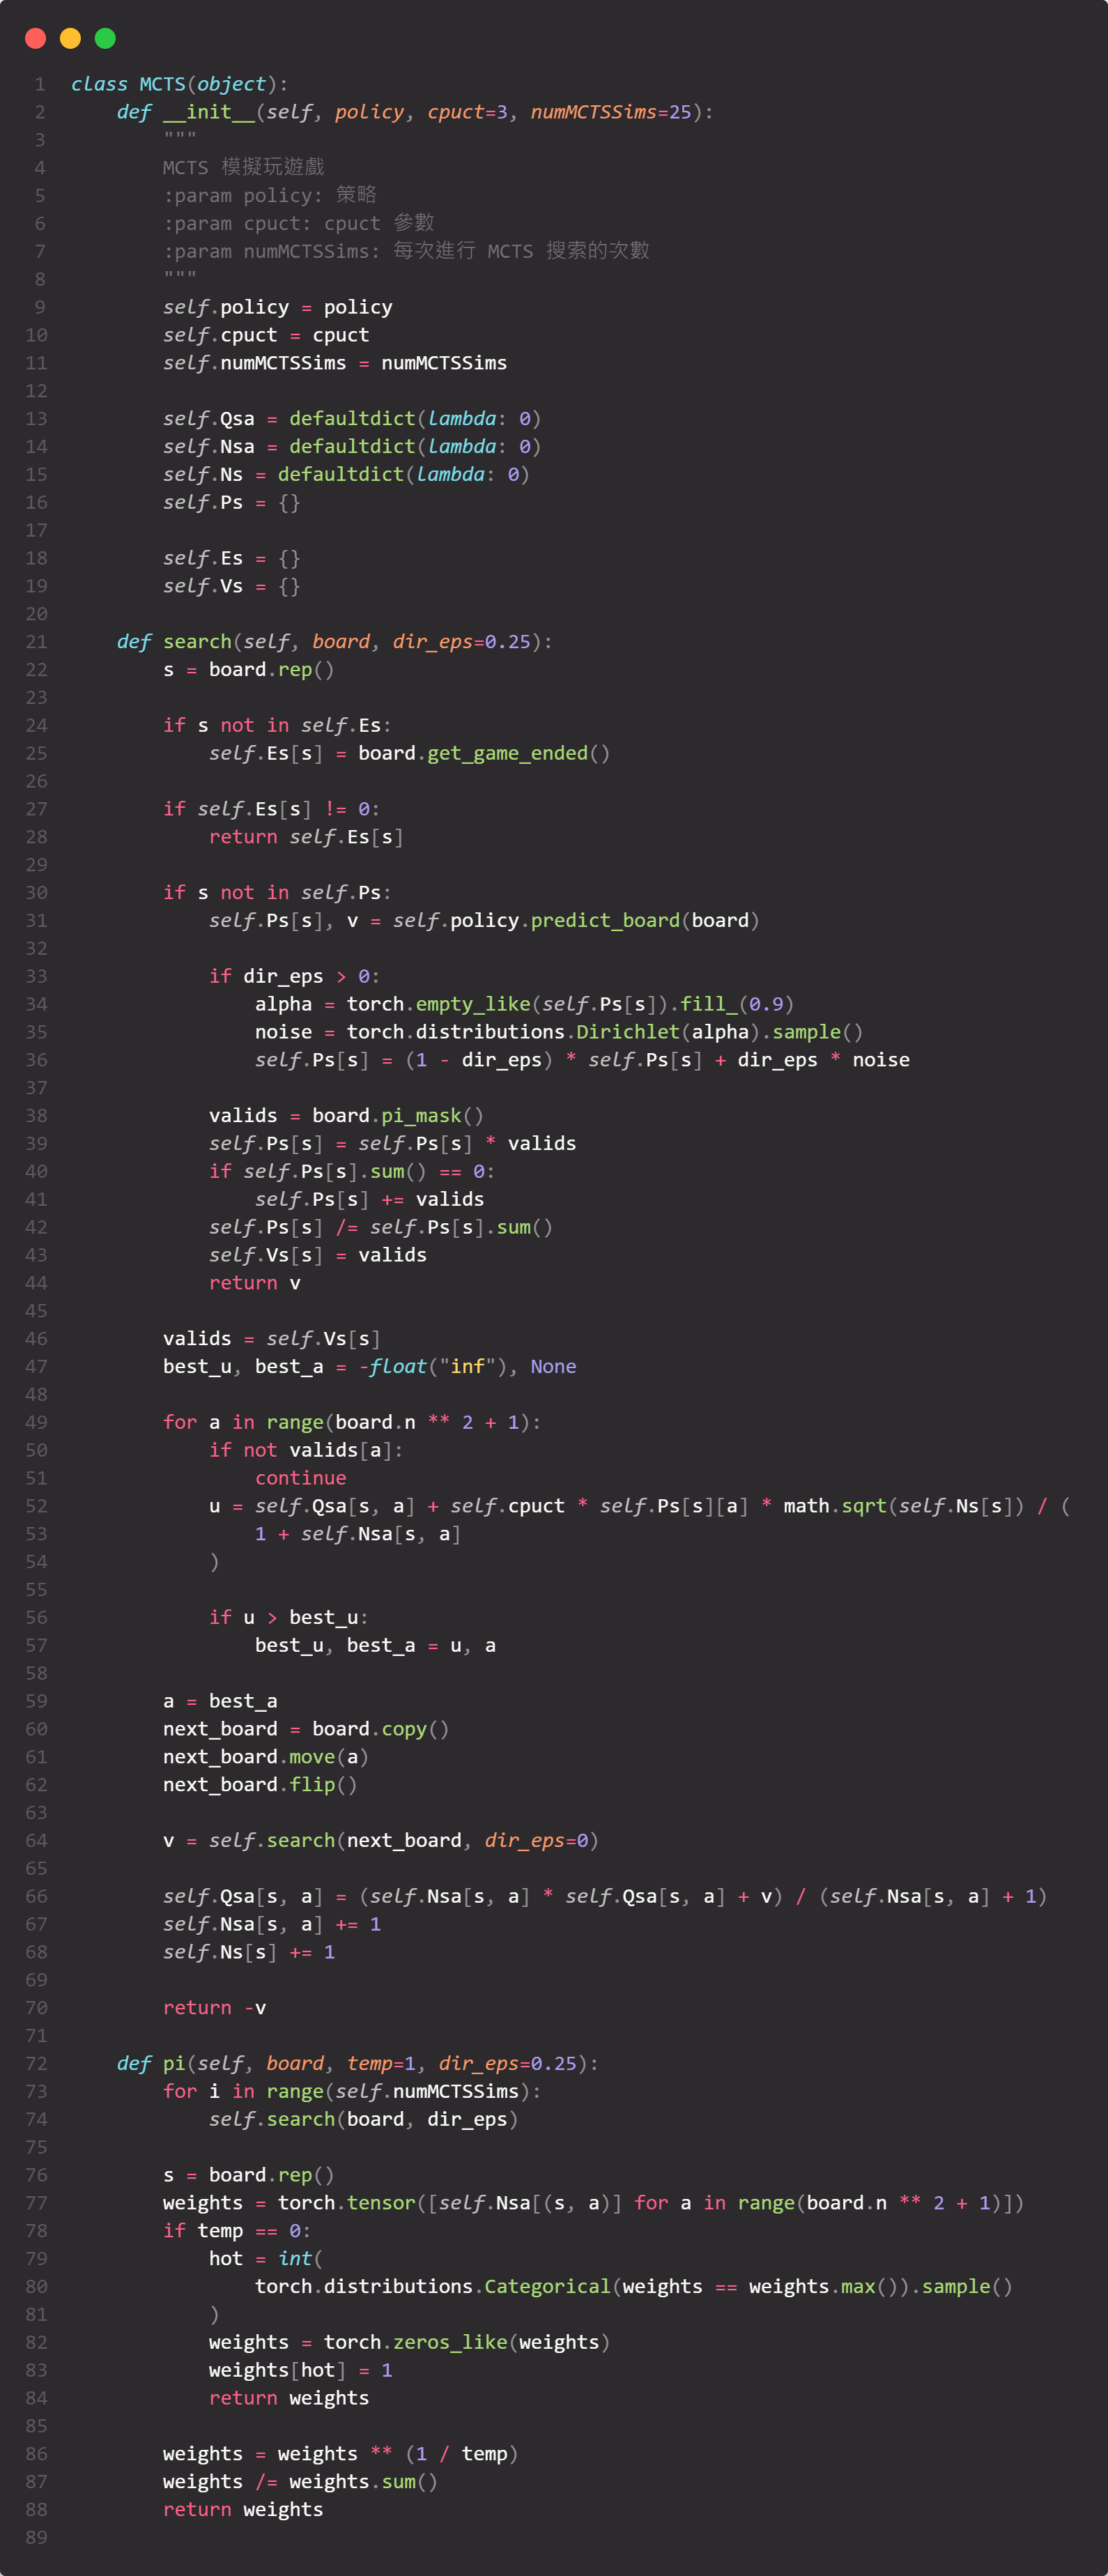 1 class MCTS(object):
2     def __init__(self, policy, cpuct=3, numMCTSSims=25):
3         """
4         MCTS 模擬玩遊戲
5         :param policy: 策略
6         :param cpuct: cpuct 參數
7         :param numMCTSSims: 每次進行 MCTS 搜索的次數
8         """
9         self.policy = policy
10         self.cpuct = cpuct
11         self.numMCTSSims = numMCTSSims
12
13         self.Qsa = defaultdict(lambda: 0)
14         self.Nsa = defaultdict(lambda: 0)
15         self.Ns = defaultdict(lambda: 0)
16         self.Ps = {}
17
18         self.Es = {}
19         self.Vs = {}
20
21     def search(self, board, dir_eps=0.25):
22         s = board.rep()
23
24         if s not in self.Es:
25             self.Es[s] = board.get_game_ended()
26
27         if self.Es[s] != 0:
28             return self.Es[s]
29
30         if s not in self.Ps:
31             self.Ps[s], v = self.policy.predict_board(board)
32
33             if dir_eps > 0:
34                 alpha = torch.empty_like(self.Ps[s]).fill_(0.9)
35                 noise = torch.distributions.Dirichlet(alpha).sample()
36                 self.Ps[s] = (1 - dir_eps) * self.Ps[s] + dir_eps * noise
37
38             valids = board.pi_mask()
39             self.Ps[s] = self.Ps[s] * valids
40             if self.Ps[s].sum() == 0:
41                 self.Ps[s] += valids
42             self.Ps[s] /= self.Ps[s].sum()
43             self.Vs[s] = valids
44             return v
45
46         valids = self.Vs[s]
47         best_u, best_a = -float("inf"), None
48
49         for a in range(board.n ** 2 + 1):
50             if not valids[a]:
51                 continue
52             u = self.Qsa[s, a] + self.cpuct * self.Ps[s][a] * math.sqrt(self.Ns[s]) / (
53                 1 + self.Nsa[s, a]
54             )
55
56             if u > best_u:
57                 best_u, best_a = u, a
58
59         a = best_a
60         next_board = board.copy()
61         next_board.move(a)
62         next_board.flip()
63
64         v = self.search(next_board, dir_eps=0)
65
66         self.Qsa[s, a] = (self.Nsa[s, a] * self.Qsa[s, a] + v) / (self.Nsa[s, a] + 1)
67         self.Nsa[s, a] += 1
68         self.Ns[s] += 1
69
70         return -v
71
72     def pi(self, board, temp=1, dir_eps=0.25):
73         for i in range(self.numMCTSSims):
74             self.search(board, dir_eps)
75
76         s = board.rep()
77         weights = torch.tensor([self.Nsa[(s, a)] for a in range(board.n ** 2 + 1)])
78         if temp == 0:
79             hot = int(
80                 torch.distributions.Categorical(weights == weights.max()).sample()
81             )
82             weights = torch.zeros_like(weights)
83             weights[hot] = 1
84             return weights
85
86         weights = weights ** (1 / temp)
87         weights /= weights.sum()
88         return weights
89